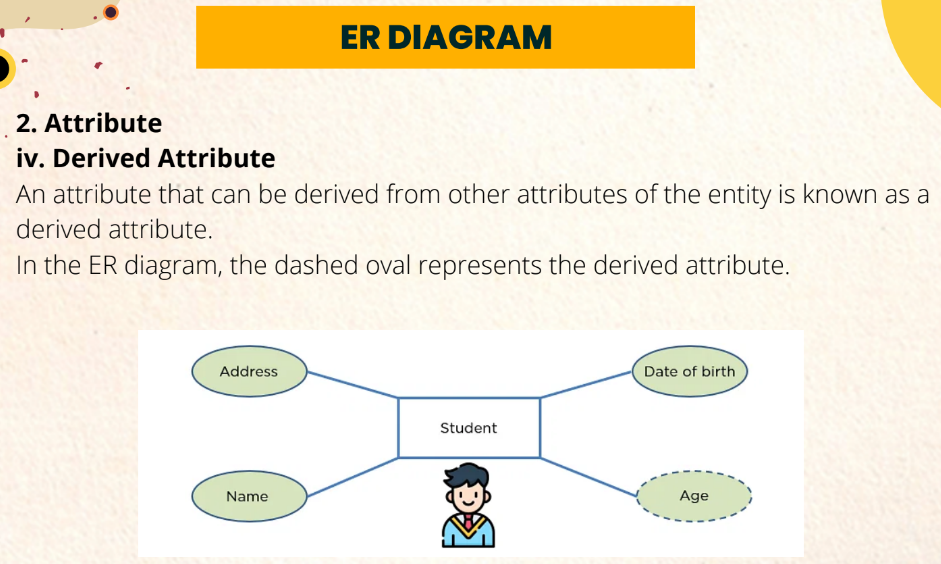 ER DIAGRAM
2. Attribute
iv. Derived Attribute
An attribute that can be derived from other attributes of the entity is known as a
derived attribute.
In the ER diagram, the dashed oval represents the derived attribute.
Address
Date of birth
Student
Name
Age